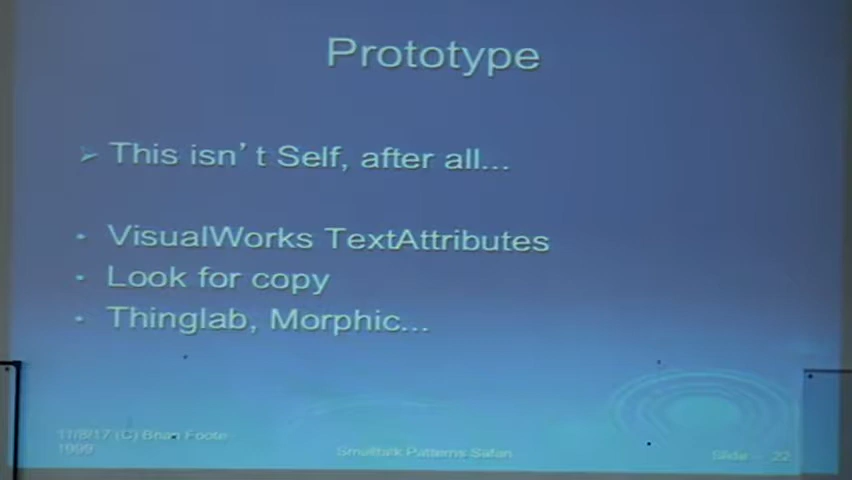 Prototype
➢ This isn't Self, after all...
• VisualWorks TextAttributes
• Look for copy
• Thinglab, Morphic...
11/8/17 (C) Brian Foote
1999
Smalltalk Patterns Safari
Slide - 22